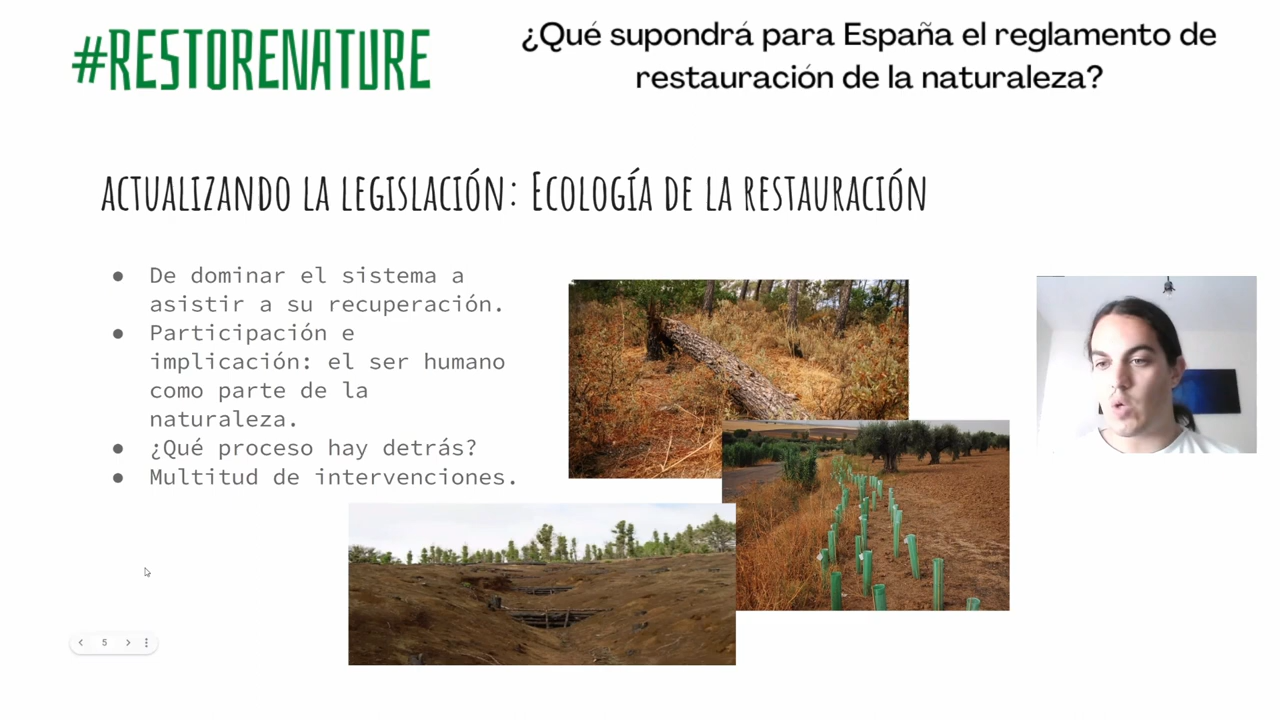 #RESTORENATURE
¿Qué supondrá para España el reglamento de
restauración de la naturaleza?
ACTUALIZANDO LA LEGISLACIÓN: ECOLOGÍA DE LA RESTAURACIÓN
● De dominar el sistema a
asistir a su recuperación.
● Participación e
implicación: el ser humano
como parte de la
naturaleza.
● ¿Qué proceso hay detrás?
● Multitud de intervenciones.
5